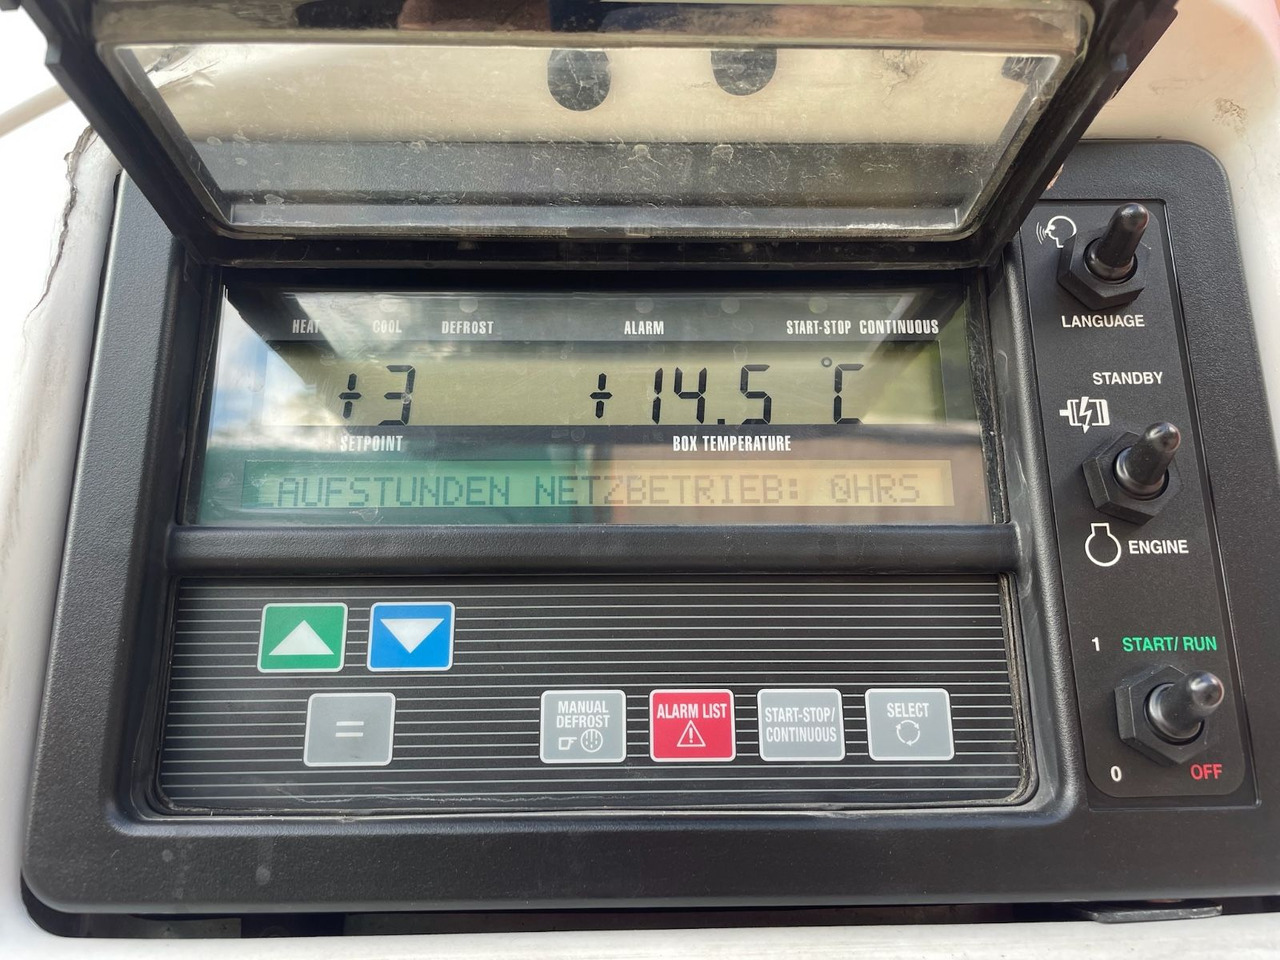 HEAT COOL DEFROST ALARM START-STOP CONTINUOUS
+3 +14.5 °C
SETPOINT BOX TEMPERATURE
LAUFSTUNDEN NETZBETRIEB: 0HRS
=
MANUAL DEFROST
ALARM LIST
START-STOP/ CONTINUOUS
SELECT
LANGUAGE
STANDBY
ENGINE
1 START/ RUN
0 OFF